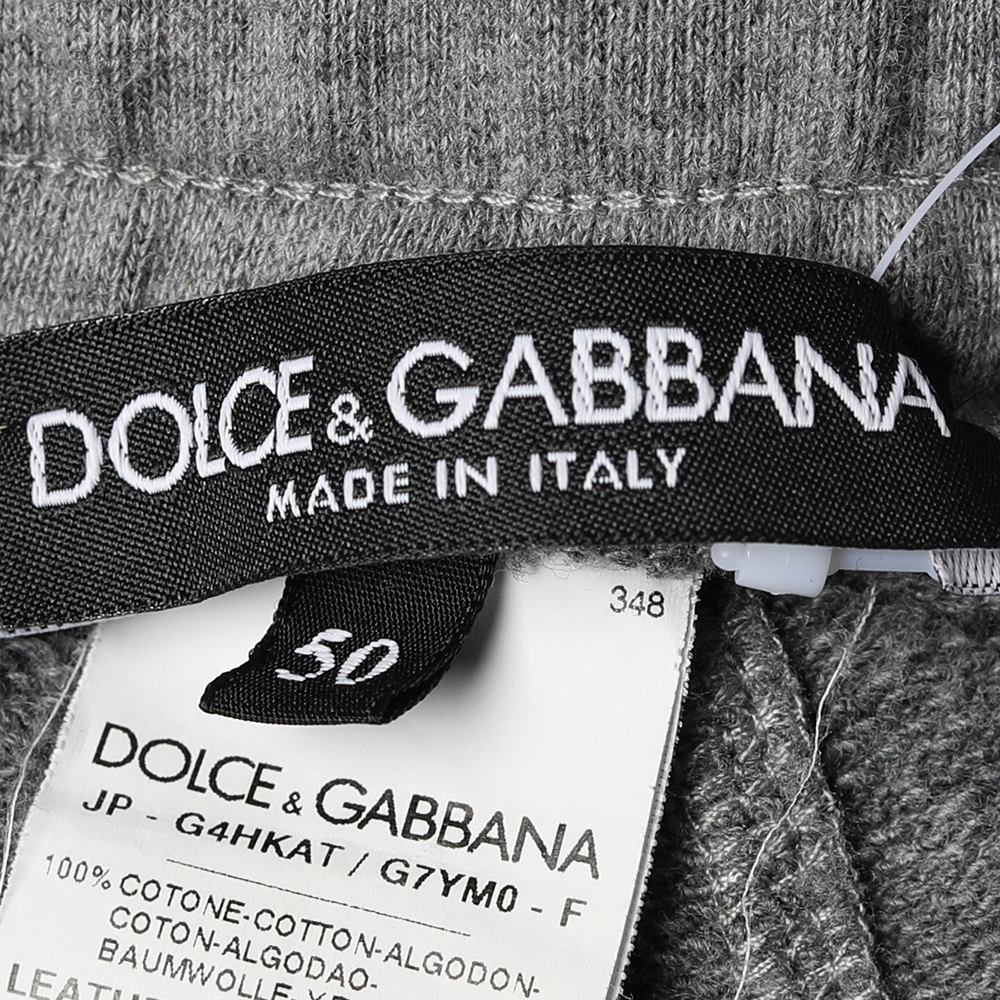 DOLCE & GABBANA
MADE IN ITALY
50
348
DOLCE & GABBANA
JP - G4HKAT / G7YM0 - F
100% COTONE-COTTON-ALGODON-
COTON-ALGODAO-
BAUMWOLLE